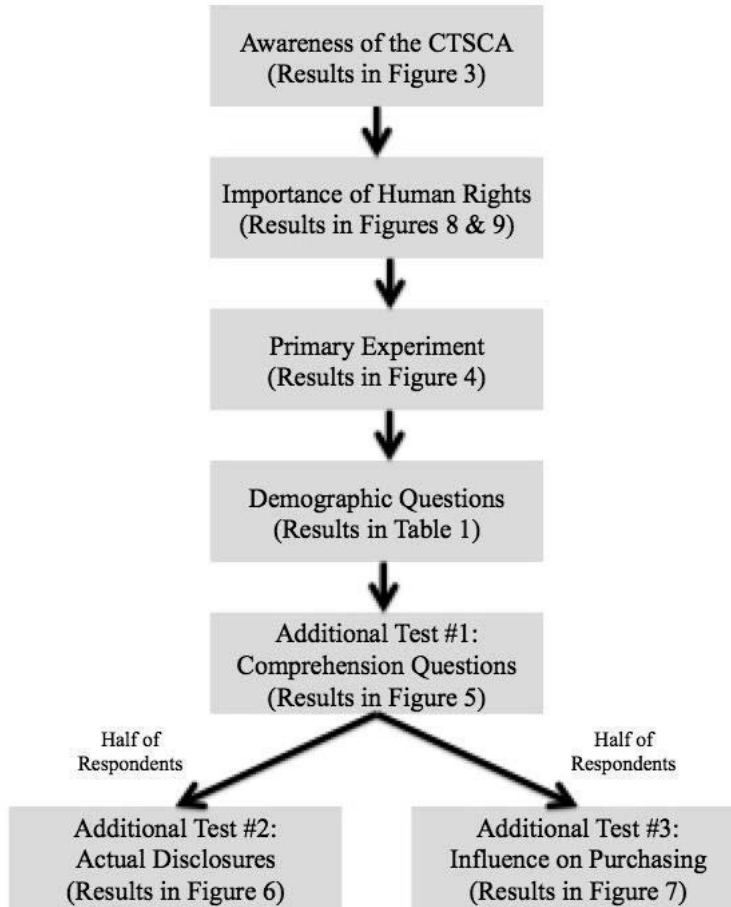 Awareness of the CTSCA
(Results in Figure 3)
Importance of Human Rights
(Results in Figures 8 & 9)
Primary Experiment
(Results in Figure 4)
Demographic Questions
(Results in Table 1)
Additional Test #1:
Comprehension Questions
(Results in Figure 5)
Half of
Respondents
Half of
Respondents
Additional Test #2:
Actual Disclosures
(Results in Figure 6)
Additional Test #3:
Influence on Purchasing
(Results in Figure 7)